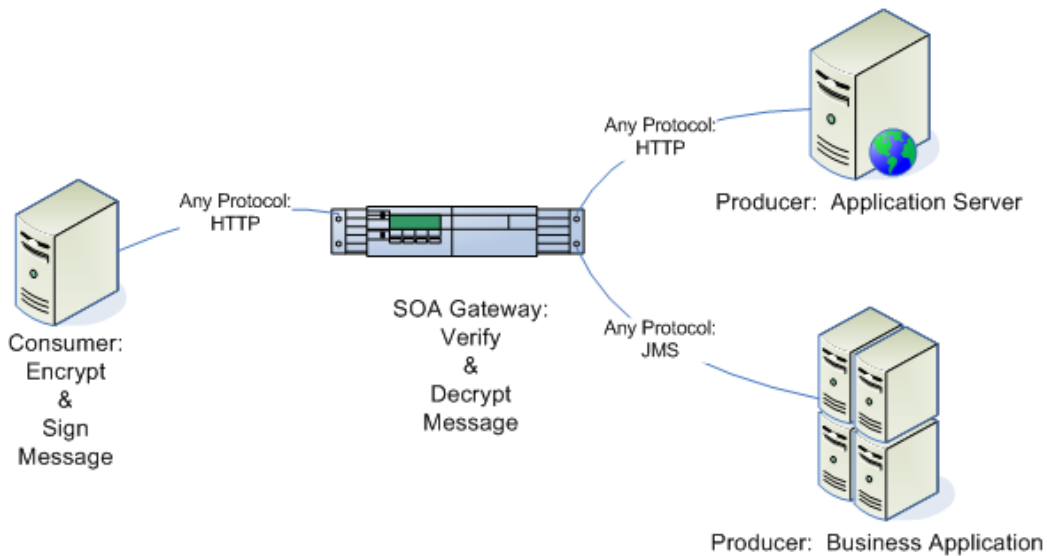 Any Protocol:
HTTP
Producer:  Application Server
Any Protocol:
HTTP
SOA Gateway:
Verify
&
Decrypt
Message
Consumer:
Encrypt
&
Sign
Message
Any Protocol:
JMS
Producer:  Business Application